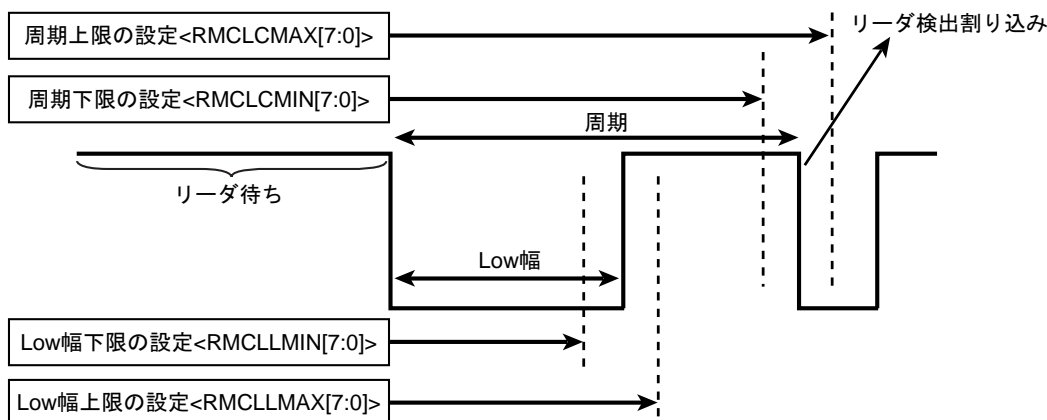 周期上限の設定<RMCLCMAX[7:0]>
リーダ検出割り込み
周期下限の設定<RMCLCMIN[7:0]>
周期
リーダ待ち
Low幅
Low幅下限の設定<RMCLLMIN[7:0]>
Low幅上限の設定<RMCLLMAX[7:0]>